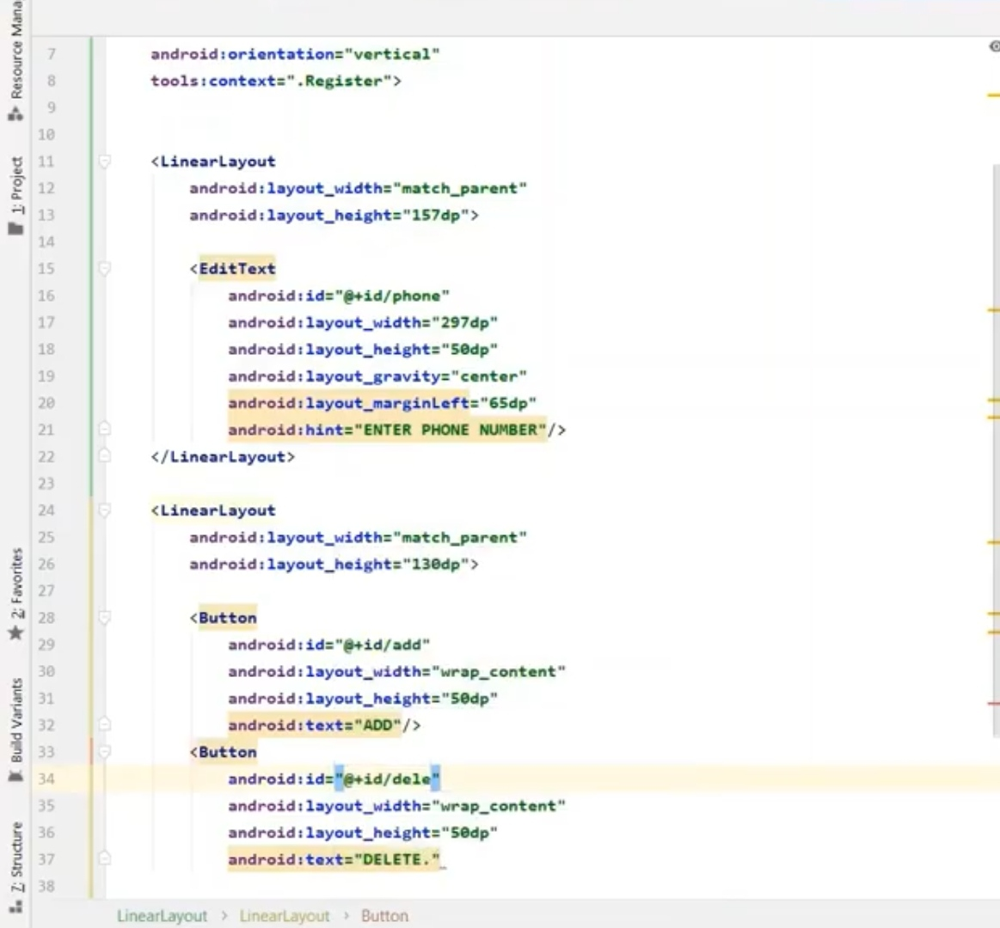 Resource Mana
1: Project
2: Favorites
Build Variants
7: Structure
7 android:orientation="vertical"
8 tools:context=".Register">
9
10
11 <LinearLayout
12 android:layout_width="match_parent"
13 android:layout_height="157dp">
14
15 <EditText
16 android:id="@+id/phone"
17 android:layout_width="297dp"
18 android:layout_height="50dp"
19 android:layout_gravity="center"
20 android:layout_marginLeft="65dp"
21 android:hint="ENTER PHONE NUMBER"/>
22 </LinearLayout>
23
24 <LinearLayout
25 android:layout_width="match_parent"
26 android:layout_height="130dp">
27
28 <Button
29 android:id="@+id/add"
30 android:layout_width="wrap_content"
31 android:layout_height="50dp"
32 android:text="ADD"/>
33 <Button
34 android:id="@+id/dele"
35 android:layout_width="wrap_content"
36 android:layout_height="50dp"
37 android:text="DELETE."
38
LinearLayout > LinearLayout > Button